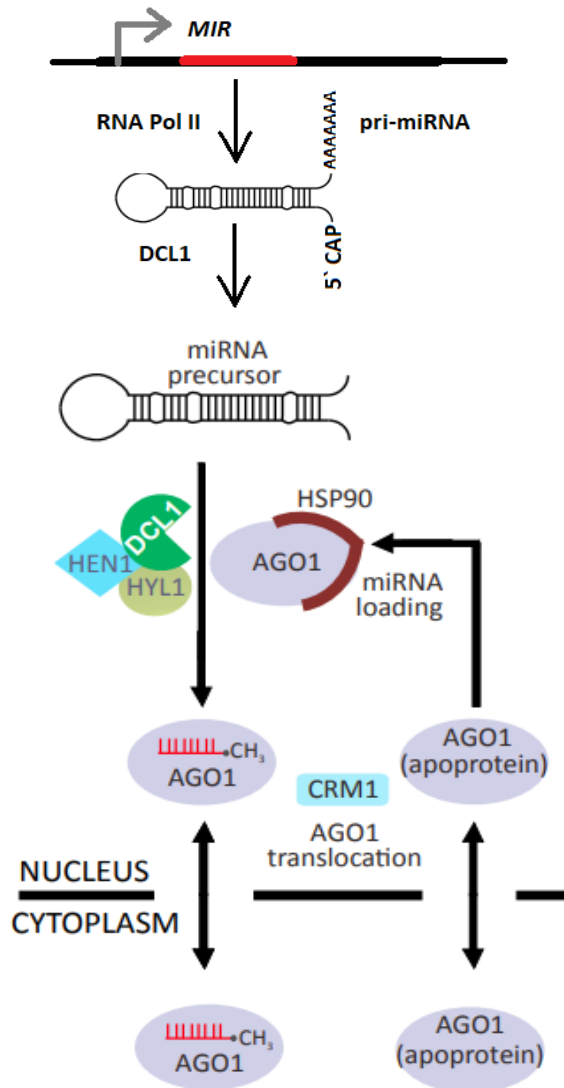 MIR
RNA Pol II
pri-miRNA
AAAAAAA
5` CAP
DCL1
miRNA
precursor
HSP90
DCL1
HEN1
HYL1
AGO1
miRNA
loading
CH3
AGO1
AGO1
(apoprotein)
CRM1
AGO1
translocation
NUCLEUS
CYTOPLASM
CH3
AGO1
AGO1
(apoprotein)